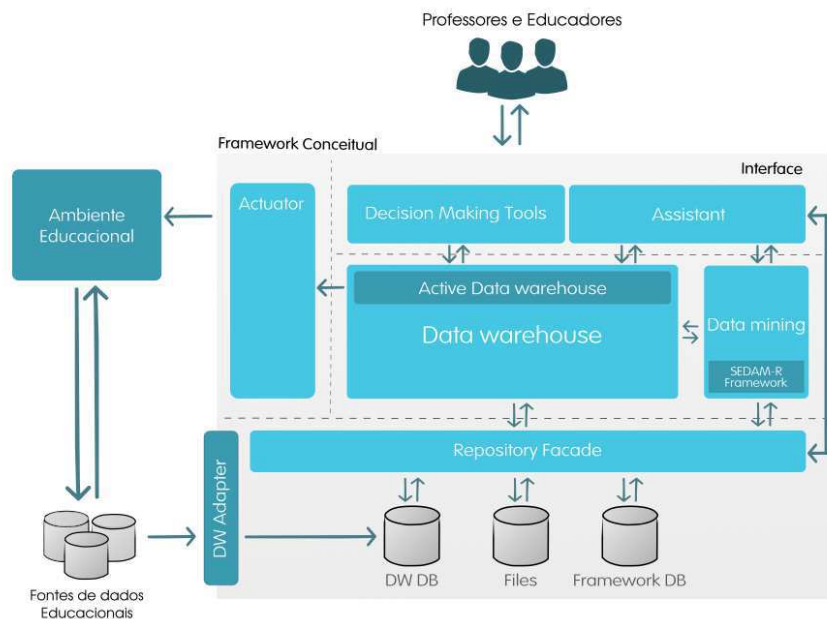 Professores e Educadores
Framework Conceitual
Interface
Ambiente
Educacional
Actuator
Decision Making Tools
Assistant
Active Data warehouse
Data warehouse
Data mining
SEDAM-R
Framework
Repository Facade
DW Adapter
DW DB
Files
Framework DB
Fontes de dados
Educacionais